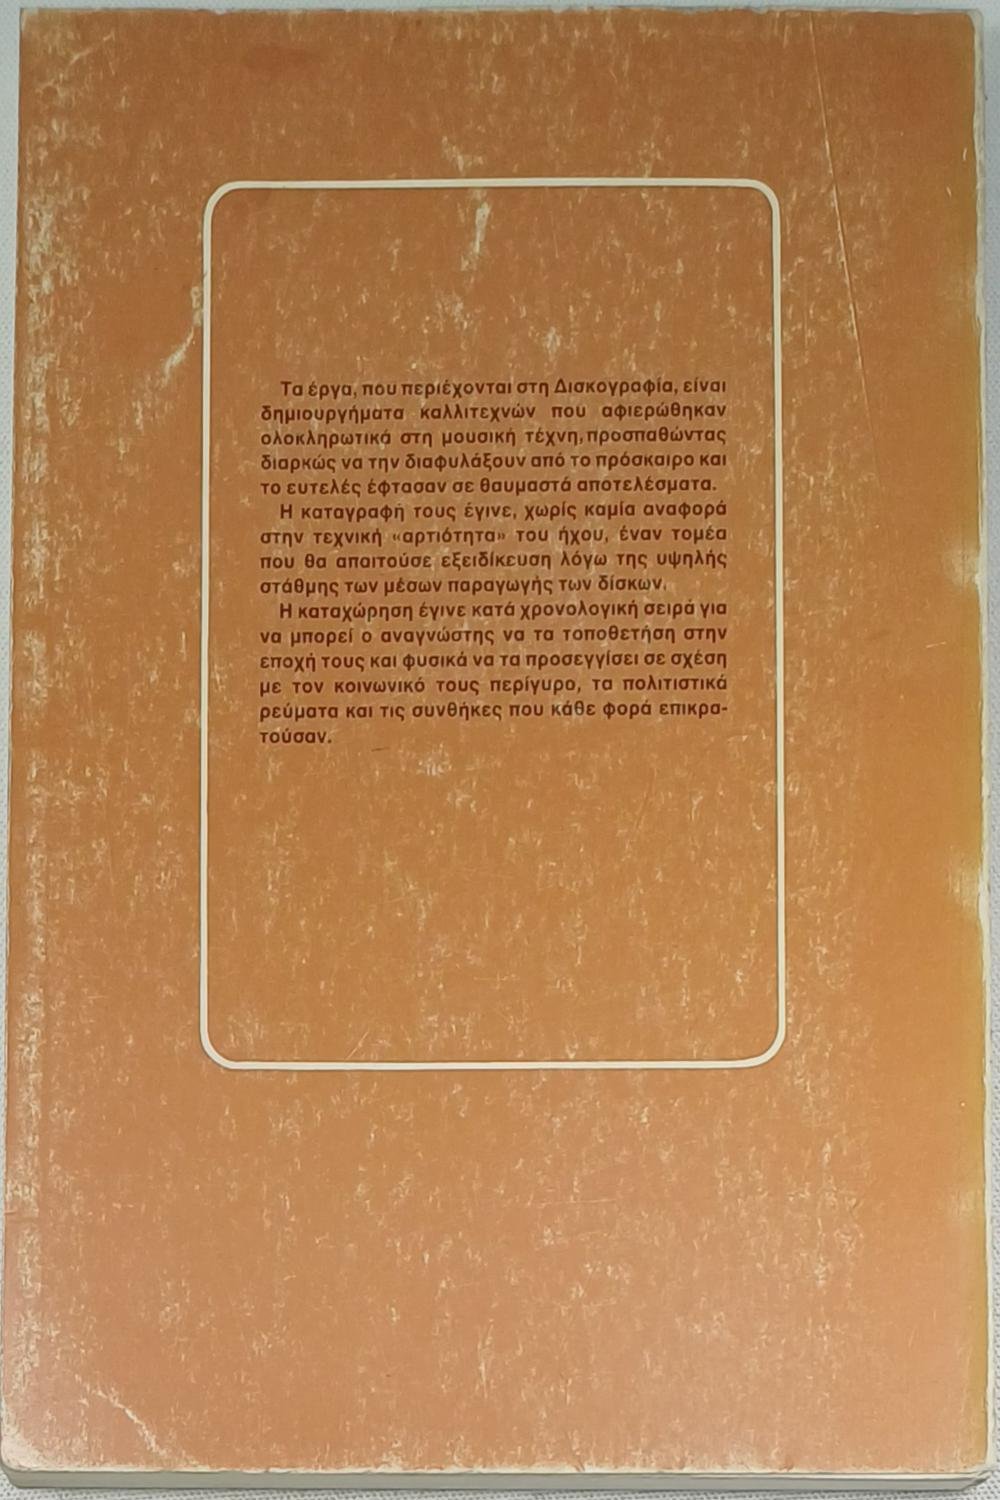 Τα έργα, που περιέχονται στη Δισκογραφία, είναι
δημιουργήματα καλλιτεχνών που αφιερώθηκαν
ολοκληρωτικά στη μουσική τέχνη, προσπαθώντας
διαρκώς να την διαφυλάξουν από το πρόσκαιρο και
το ευτελές έφτασαν σε θαυμαστά αποτελέσματα.
Η καταγραφή τους έγινε, χωρίς καμία αναφορά
στην τεχνική «αρτιότητα» του ήχου, έναν τομέα
που θα απαιτούσε εξειδίκευση λόγω της υψηλής
στάθμης των μέσων παραγωγής των δίσκων.
Η καταχώρηση έγινε κατά χρονολογική σειρά για
να μπορεί ο αναγνώστης να τα τοποθετήση στην
εποχή τους και φυσικά να τα προσεγγίσει σε σχέση
με τον κοινωνικό τους περίγυρο, τα πολιτιστικά
ρεύματα και τις συνθήκες που κάθε φορά επικρα-
τούσαν.